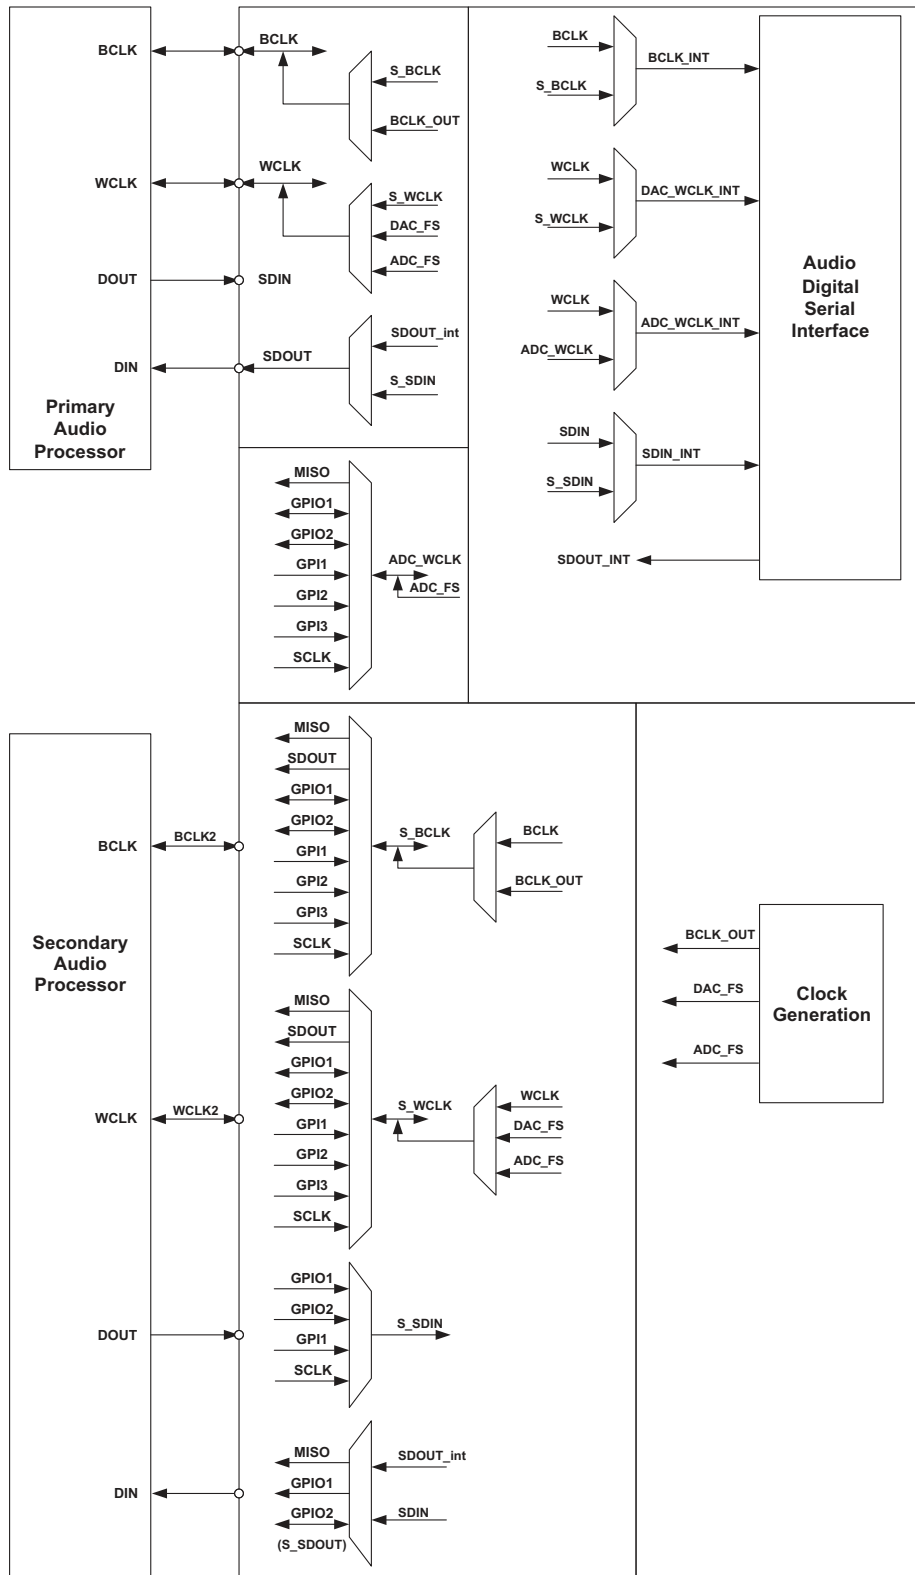 BCLK
BCLK
S_BCLK
BCLK_OUT
WCLK
WCLK
S_WCLK
DAC_FS
ADC_FS
DOUT
SDIN
DIN
SDOUT
SDOUT_int
S_SDIN
Primary
Audio
Processor
BCLK
S_BCLK
BCLK_INT
WCLK
S_WCLK
DAC_WCLK_INT
WCLK
ADC_WCLK
ADC_WCLK_INT
SDIN
S_SDIN
SDIN_INT
SDOUT_INT
Audio
Digital
Serial
Interface
MISO
GPIO1
GPIO2
GPI1
GPI2
GPI3
SCLK
ADC_WCLK
ADC_FS
Secondary
Audio
Processor
BCLK
BCLK2
MISO
SDOUT
GPIO1
GPIO2
GPI1
GPI2
GPI3
SCLK
S_BCLK
BCLK
BCLK_OUT
WCLK
WCLK2
MISO
SDOUT
GPIO1
GPIO2
GPI1
GPI2
GPI3
SCLK
S_WCLK
WCLK
DAC_FS
ADC_FS
DOUT
GPIO1
GPIO2
GPI1
SCLK
S_SDIN
DIN
MISO
GPIO1
GPIO2
(S_SDOUT)
SDOUT_int
SDIN
BCLK_OUT
DAC_FS
ADC_FS
Clock
Generation